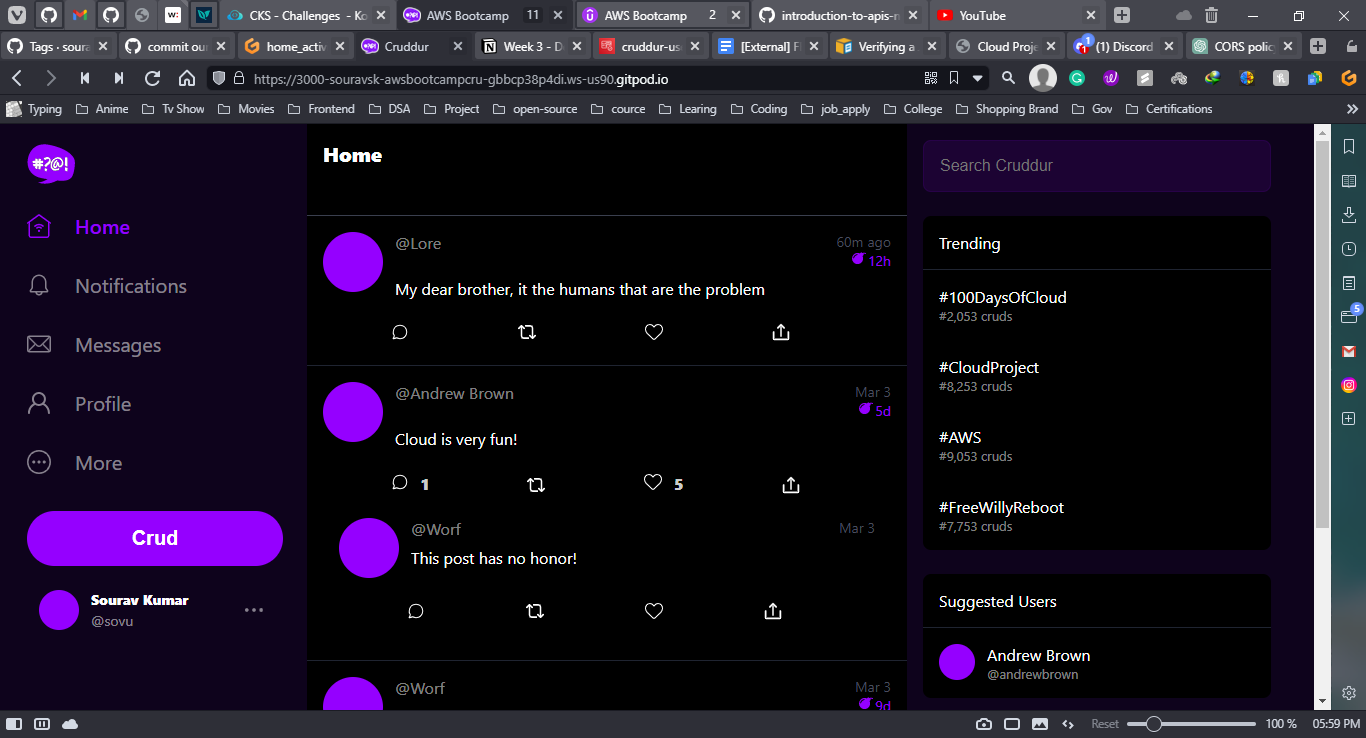 CKS - Challenges - Ko
AWS Bootcamp 11
AWS Bootcamp 2
introduction-to-apis-r
YouTube
Tags · soura
commit our
home_activ
Cruddur
Week 3 - D
cruddur-us
[External] F
Verifying a
Cloud Proje
(1) Discord
CORS polic
https://3000-souravsk-awsbootcampcru-gbbcp38p4di.ws-us90.gitpod.io
Typing
Anime
Tv Show
Movies
Frontend
DSA
Project
open-source
cource
Learing
Coding
job_apply
College
Shopping Brand
Gov
Certifications
#?@!
Home
Notifications
Messages
Profile
More
Crud
Sourav Kumar
@sovu
Home
@Lore
60m ago
12h
My dear brother, it the humans that are the problem
@Andrew Brown
Mar 3
5d
Cloud is very fun!
1
5
@Worf
Mar 3
This post has no honor!
@Worf
Mar 3
9d
Search Cruddur
Trending
#100DaysOfCloud
#2,053 cruds
#CloudProject
#8,253 cruds
#AWS
#9,053 cruds
#FreeWillyReboot
#7,753 cruds
Suggested Users
Andrew Brown
@andrewbrown
5
Reset
100 %
05:59 PM